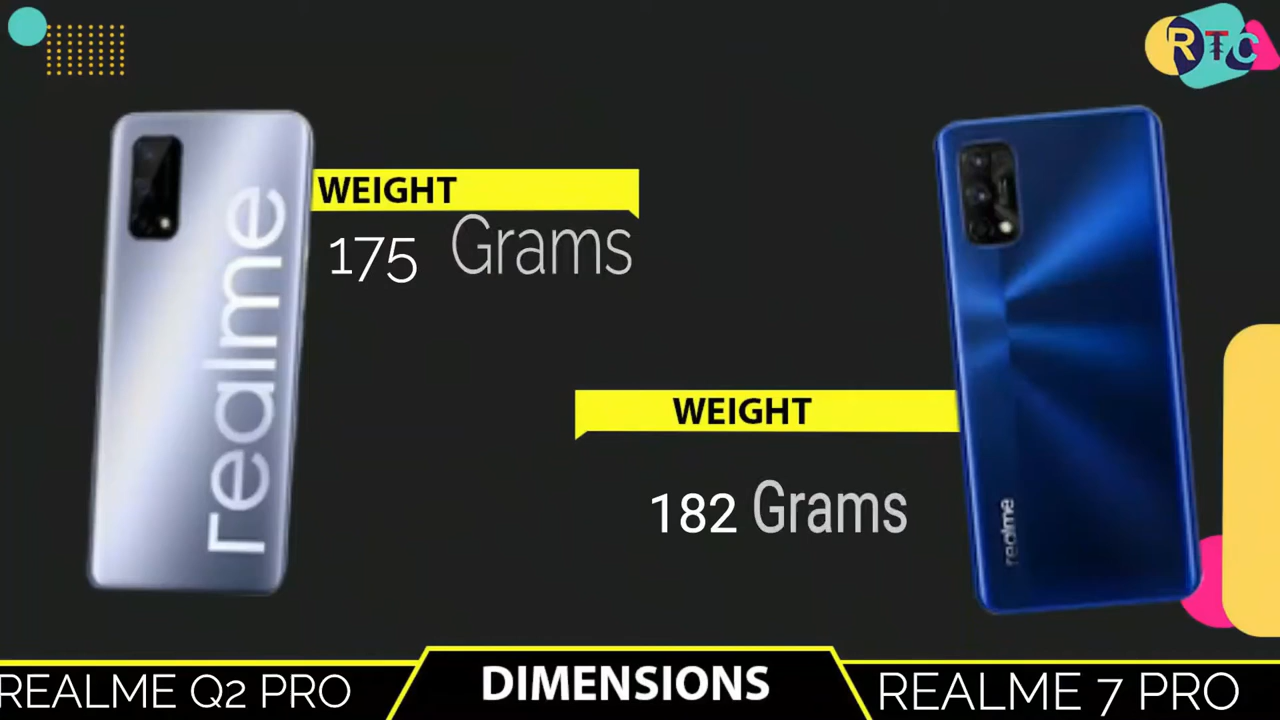 RTC
WEIGHT
175 Grams
realme
WEIGHT
182 Grams
realme
DIMENSIONS
REALME Q2 PRO
REALME 7 PRO